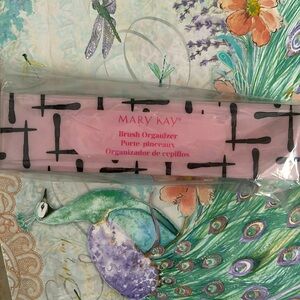 MARY KAY®
Brush Organizer
Porte-pinceaux
Organizador de cepillos